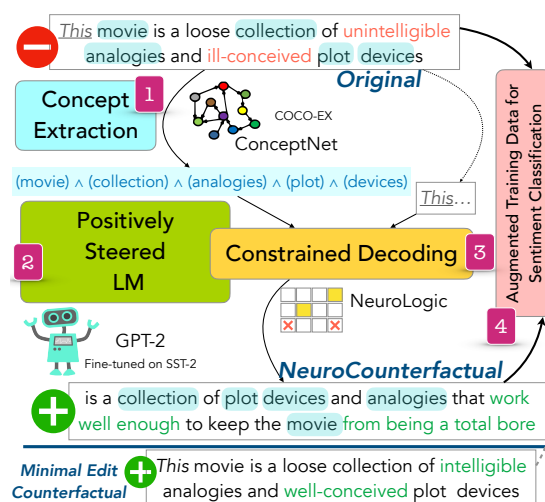 This movie is a loose collection of unintelligible
analogies and ill-conceived plot devices
Original
1
Concept
Extraction
COCO-EX
ConceptNet
(movie) ∧ (collection) ∧ (analogies) ∧ (plot) ∧ (devices)
This...
2
Positively
Steered
LM
Constrained Decoding
3
Augmented Training Data for
Sentiment Classification
4
NeuroLogic
GPT-2
Fine-tuned on SST-2
NeuroCounterfactual
is a collection of plot devices and analogies that work
well enough to keep the movie from being a total bore
Minimal Edit
Counterfactual
This movie is a loose collection of intelligible
analogies and well-conceived plot devices